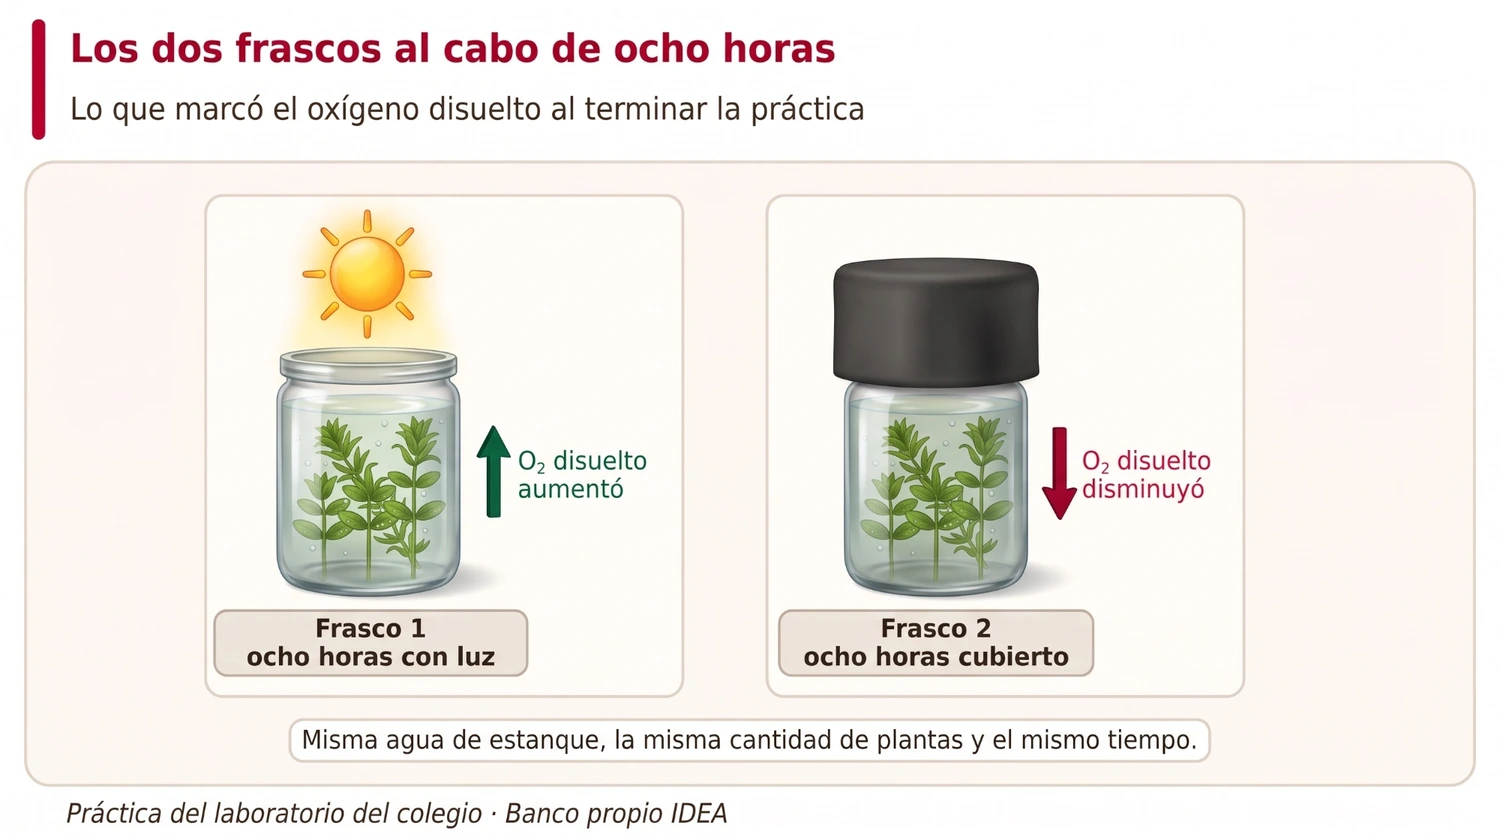 Los dos frascos al cabo de ocho horas
Lo que marcó el oxígeno disuelto al terminar la práctica
O₂ disuelto
aumentó
O₂ disuelto
disminuyó
Frasco 1
ocho horas con luz
Frasco 2
ocho horas cubierto
Misma agua de estanque, la misma cantidad de plantas y el mismo tiempo.
Práctica del laboratorio del colegio · Banco propio IDEA